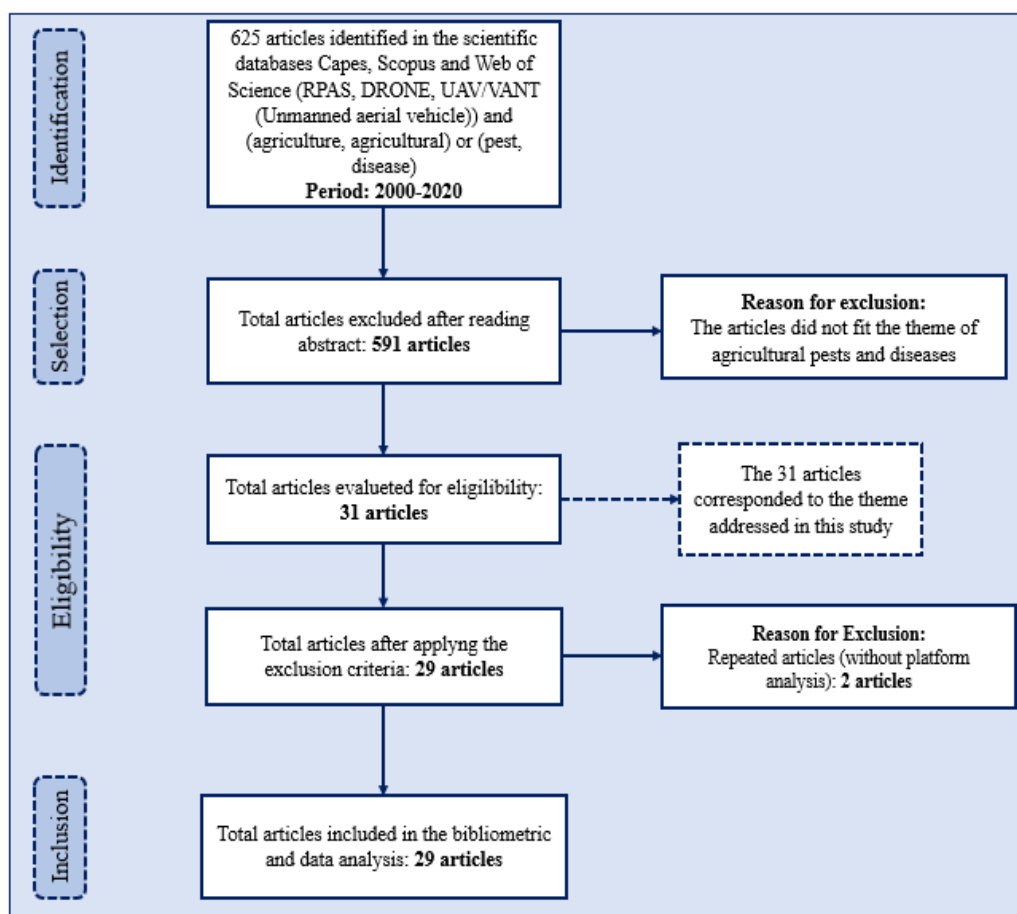 Identification
625 articles identified in the scientific
databases Capes, Scopus and Web of
Science (RPAS, DRONE, UAV/VANT
(Unmanned aerial vehicle)) and
(agriculture, agricultural) or (pest,
disease)
Period: 2000-2020
Selection
Total articles excluded after reading
abstract: 591 articles
Reason for exclusion:
The articles did not fit the theme of
agricultural pests and diseases
Eligibility
Total articles evalueted for eligilibility:
31 articles
The 31 articles
corresponded to the theme
addressed in this study
Total articles after applyng the
exclusion criteria: 29 articles
Reason for Exclusion:
Repeated articles (without platform
analysis): 2 articles
Inclusion
Total articles included in the bibliometric
and data analysis: 29 articles